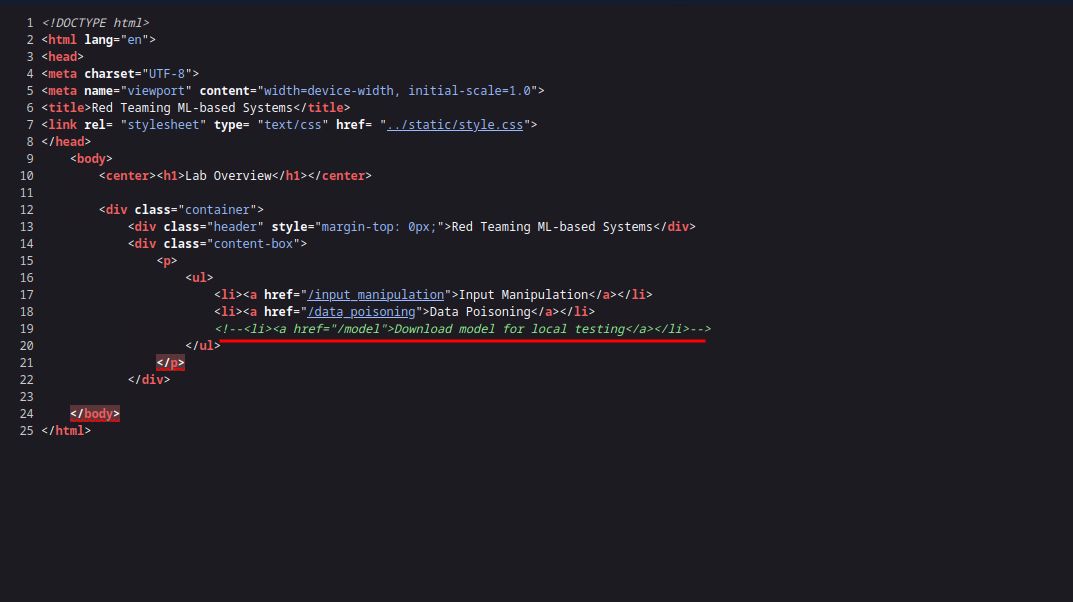 1 <!DOCTYPE html>
2 <html lang="en">
3 <head>
4 <meta charset="UTF-8">
5 <meta name="viewport" content="width=device-width, initial-scale=1.0">
6 <title>Red Teaming ML-based Systems</title>
7 <link rel= "stylesheet" type= "text/css" href= "../static/style.css">
8 </head>
9 <body>
10 <center><h1>Lab Overview</h1></center>
11
12 <div class="container">
13 <div class="header" style="margin-top: 0px;">Red Teaming ML-based Systems</div>
14 <div class="content-box">
15 <p>
16 <ul>
17 <li><a href="/input_manipulation">Input Manipulation</a></li>
18 <li><a href="/data_poisoning">Data Poisoning</a></li>
19 <!--<li><a href="/model">Download model for local testing</a></li>-->
20 </ul>
21 </p>
22 </div>
23
24 </body>
25 </html>